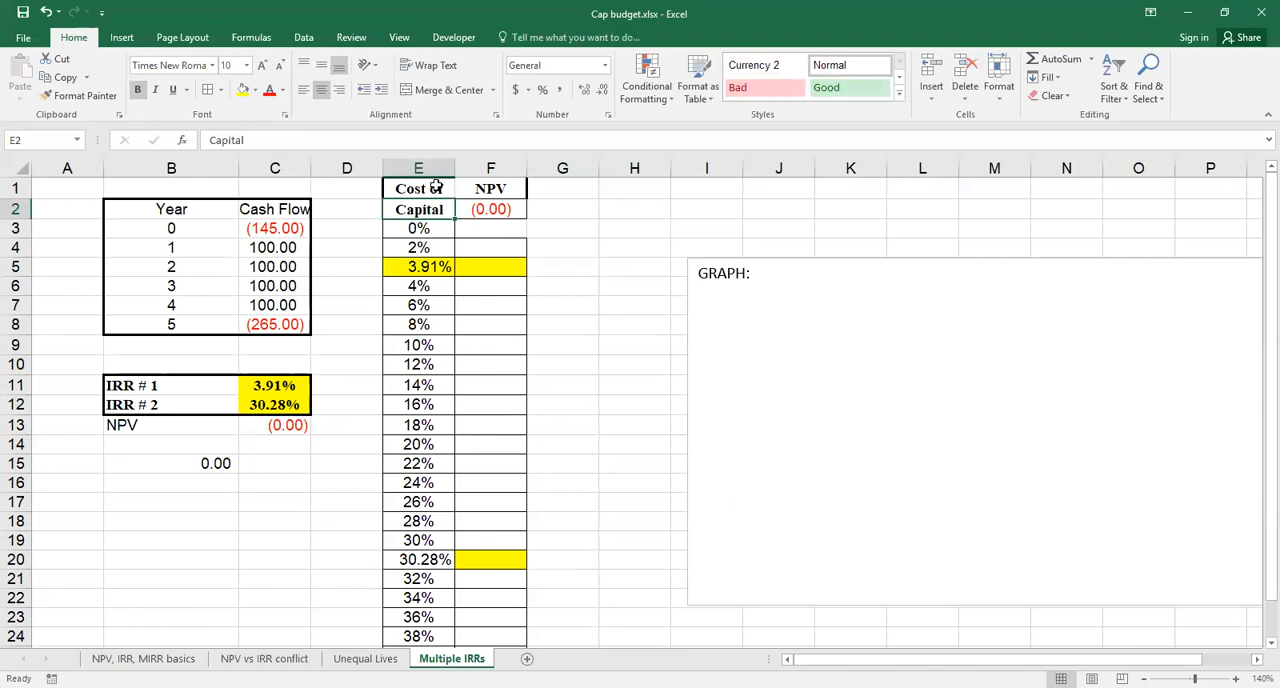 Cap budget.xlsx - Excel
File Home Insert Page Layout Formulas Data Review View Developer Tell me what you want to do... Sign in Share
Paste Cut Copy Format Painter Clipboard
Times New Roma 10 B I U A Font
Wrap Text Merge & Center Alignment
General $ % , Number
Conditional Formatting Format as Table Currency 2 Normal Bad Good Styles
Insert Delete Format Cells
AutoSum Fill Clear Sort & Filter Find & Select Editing
E2 fx Capital
A B C D E F G H I J K L M N O P
1 Cost of NPV
2 Year Cash Flow Capital (0.00)
3 0 (145.00) 0%
4 1 100.00 2%
5 2 100.00 3.91%
6 3 100.00 4%
7 4 100.00 6%
8 5 (265.00) 8%
9 10%
10 12%
11 IRR # 1 3.91% 14%
12 IRR # 2 30.28% 16%
13 NPV (0.00) 18%
14 20%
15 0.00 22%
16 24%
17 26%
18 28%
19 30%
20 30.28%
21 32%
22 34%
23 36%
24 38%
GRAPH:
NPV, IRR, MIRR basics NPV vs IRR conflict Unequal Lives Multiple IRRs
Ready 140%